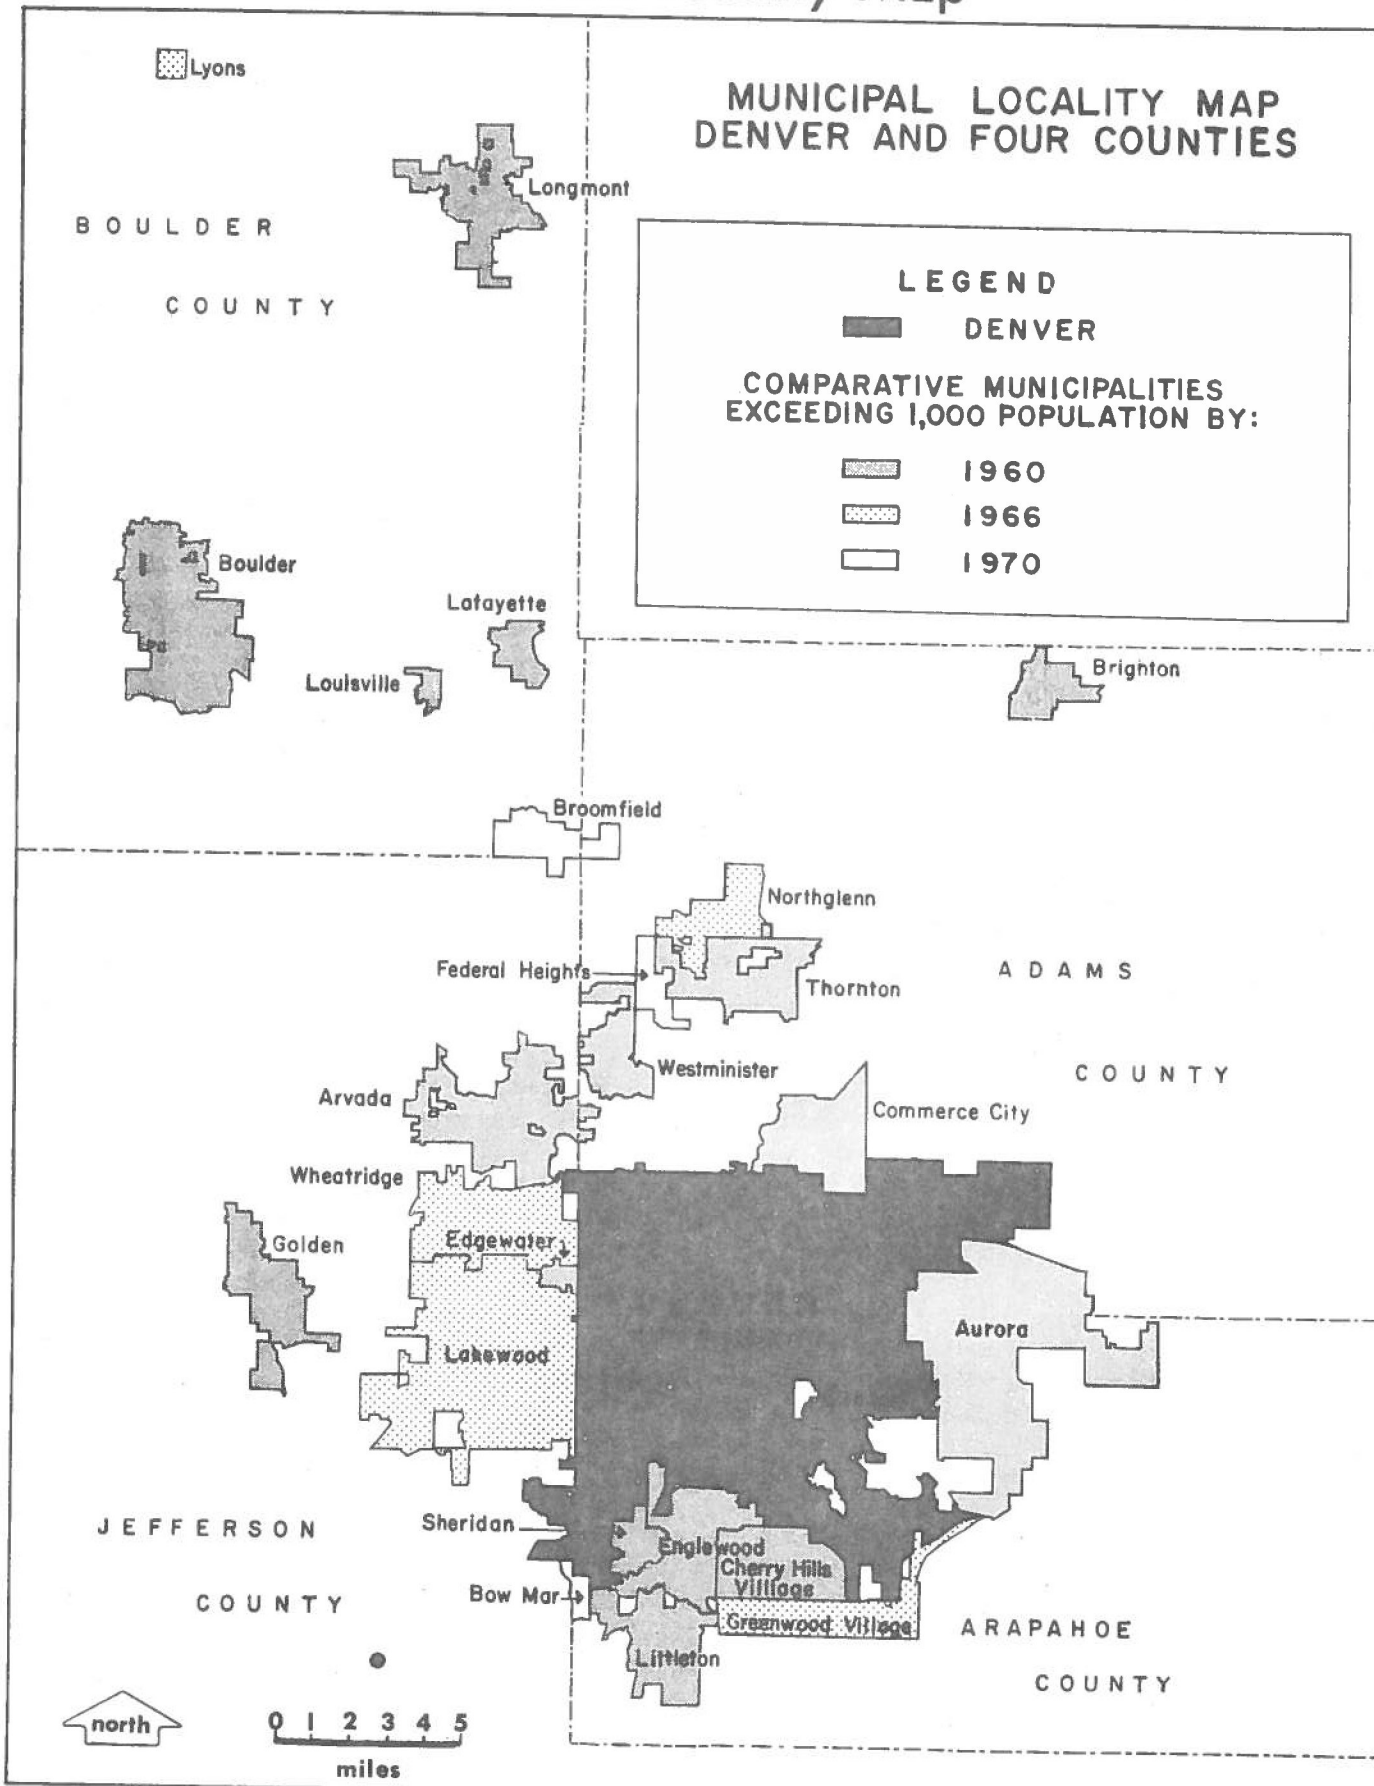 MUNICIPAL LOCALITY MAP
DENVER AND FOUR COUNTIES
LEGEND
DENVER
COMPARATIVE MUNICIPALITIES
EXCEEDING 1,000 POPULATION BY:
1960
1966
1970
Lyons
Longmont
BOULDER
COUNTY
Boulder
Lafayette
Louisville
Brighton
Broomfield
Northglenn
Federal Heights
Thornton
ADAMS
COUNTY
Westminister
Arvada
Commerce City
Wheatridge
Golden
Edgewater
Aurora
Lakewood
JEFFERSON
COUNTY
Sheridan
Englewood
Cherry Hills
Villiage
Bow Mar
Greenwood Village
Littleton
ARAPAHOE
COUNTY
north
0 1 2 3 4 5
miles